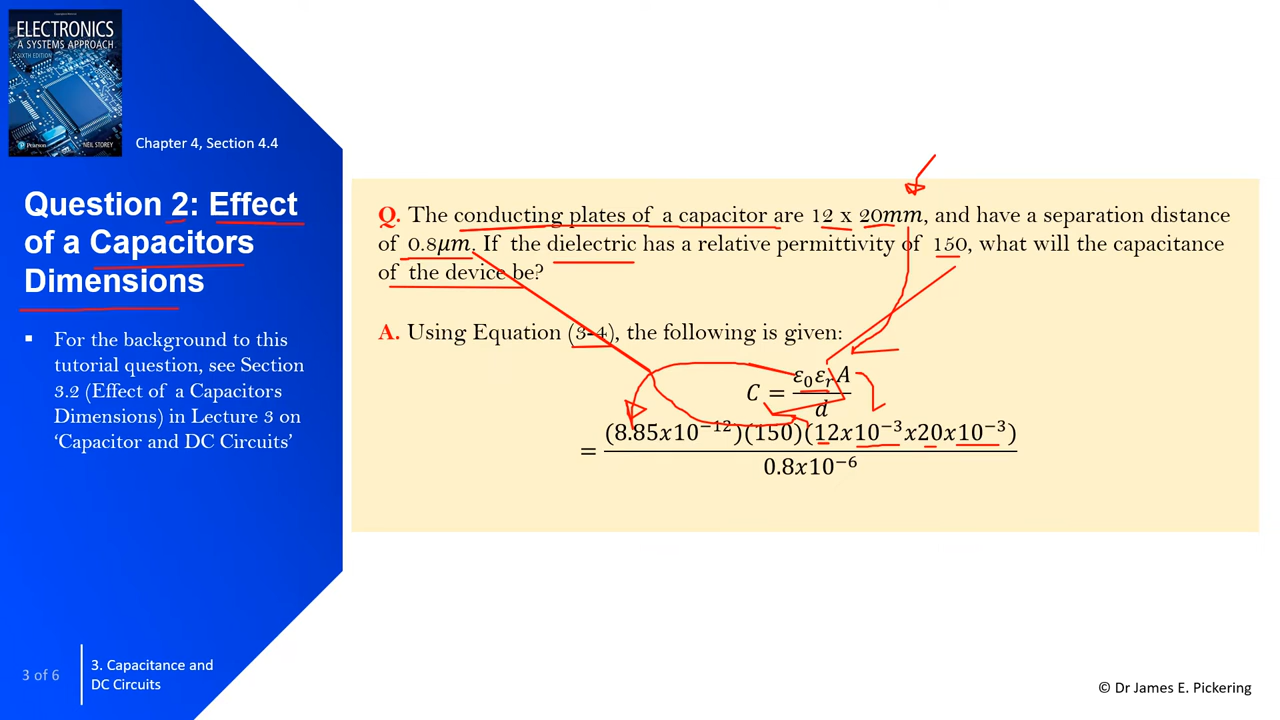 ELECTRONICS
A SYSTEMS APPROACH
SIXTH EDITION
Pearson
NEIL STOREY
Chapter 4, Section 4.4
Question 2: Effect
of a Capacitors
Dimensions
▪ For the background to this
tutorial question, see Section
3.2 (Effect of a Capacitors
Dimensions) in Lecture 3 on
‘Capacitor and DC Circuits’
Q. The conducting plates of a capacitor are 12 x 20mm, and have a separation distance
of 0.8μm. If the dielectric has a relative permittivity of 150, what will the capacitance
of the device be?
A. Using Equation (3-4), the following is given:
C = ε₀εᵣA / d
= (8.85x10⁻¹²)(150)(12x10⁻³x20x10⁻³) / 0.8x10⁻⁶
3 of 6
3. Capacitance and
DC Circuits
© Dr James E. Pickering